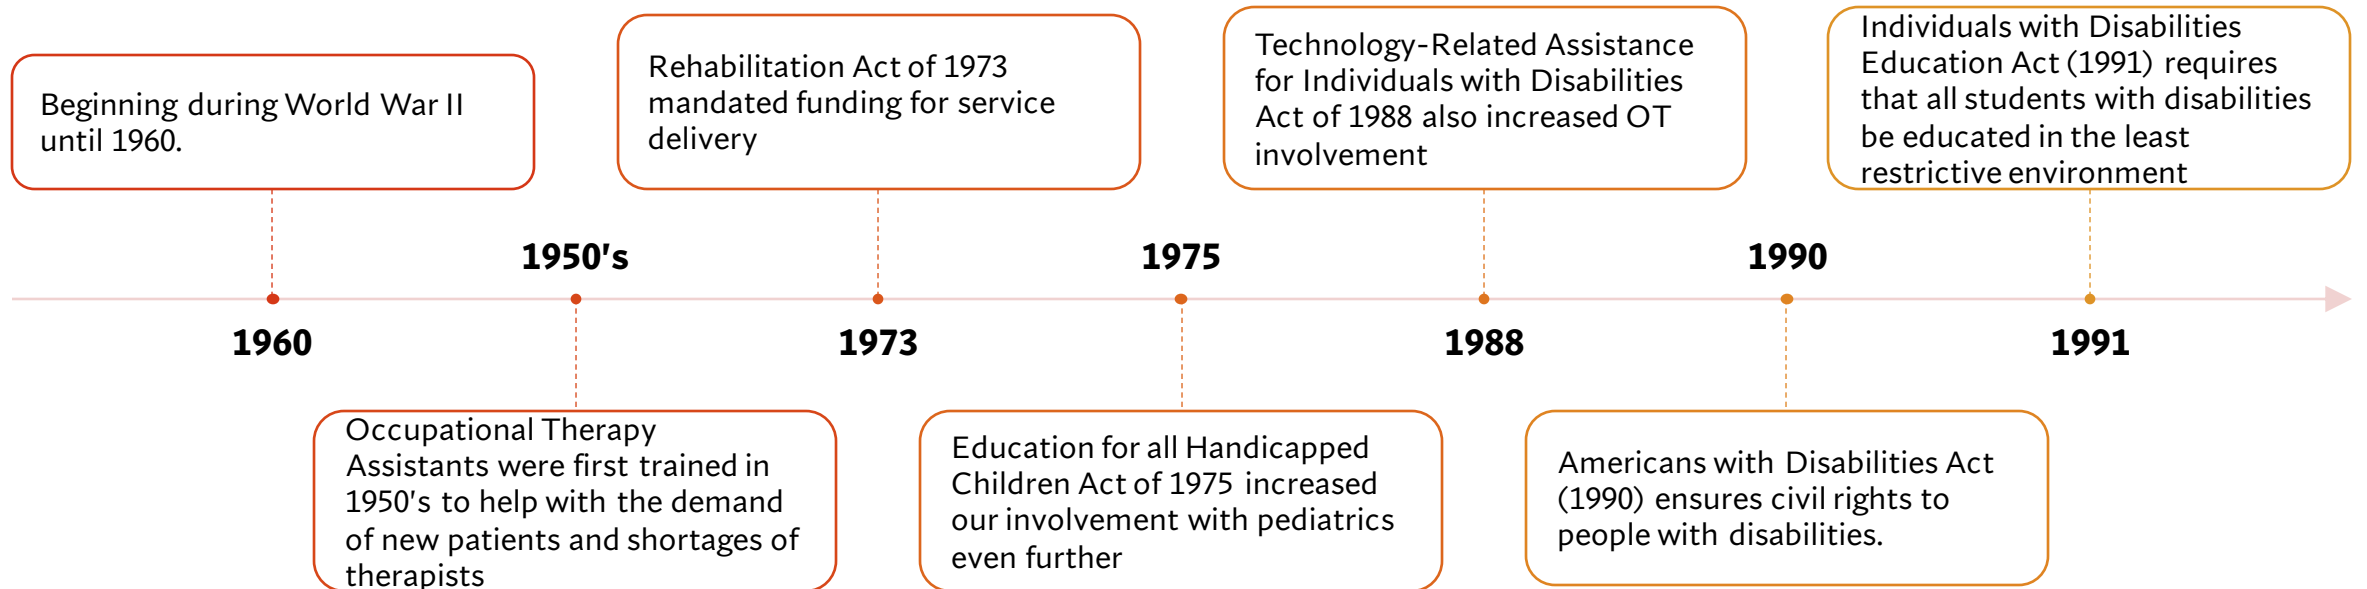 Beginning during World War II
until 1960.
Rehabilitation Act of 1973
mandated funding for service
delivery
Technology-Related Assistance
for Individuals with Disabilities
Act of 1988 also increased OT
involvement
Individuals with Disabilities
Education Act (1991) requires
that all students with disabilities
be educated in the least
restrictive environment
1950's
1975
1990
1960
1973
1988
1991
Occupational Therapy
Assistants were first trained in
1950's to help with the demand
of new patients and shortages of
therapists
Education for all Handicapped
Children Act of 1975 increased
our involvement with pediatrics
even further
Americans with Disabilities Act
(1990) ensures civil rights to
people with disabilities.